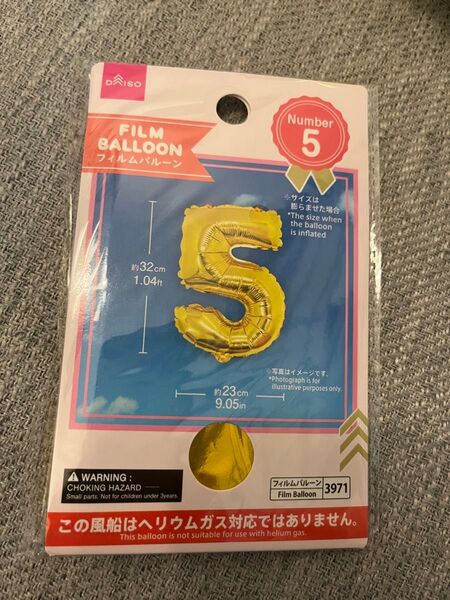 DAISO
FILM
BALLOON
フィルムバルーン
Number
5
※サイズは
膨らませた場合
*The size when
the balloon
is inflated
約32cm
1.04ft
※写真はイメージです。
*Photograph is for
illustrative purposes only.
約23cm
9.05in
WARNING :
CHOKING HAZARD
Small parts. Not for children under 3years.
フィルムバルーン
Film Balloon
3971
この風船はヘリウムガス対応ではありません。
This balloon is not suitable for use with helium gas.